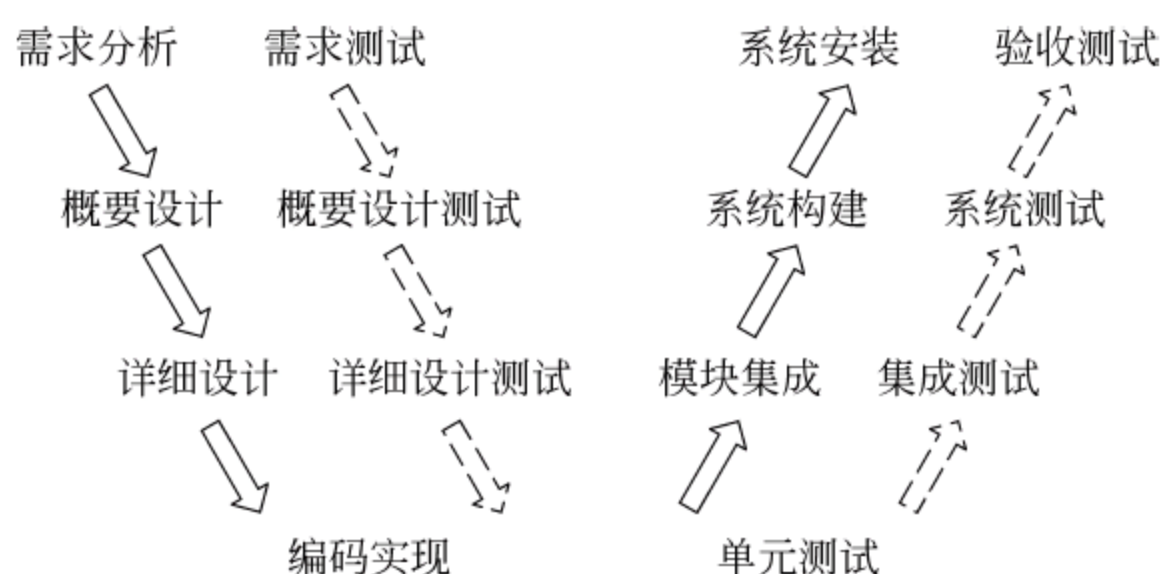 需求分析 需求测试 系统安装 验收测试
概要设计 概要设计测试 系统构建 系统测试
详细设计 详细设计测试 模块集成 集成测试
编码实现 单元测试